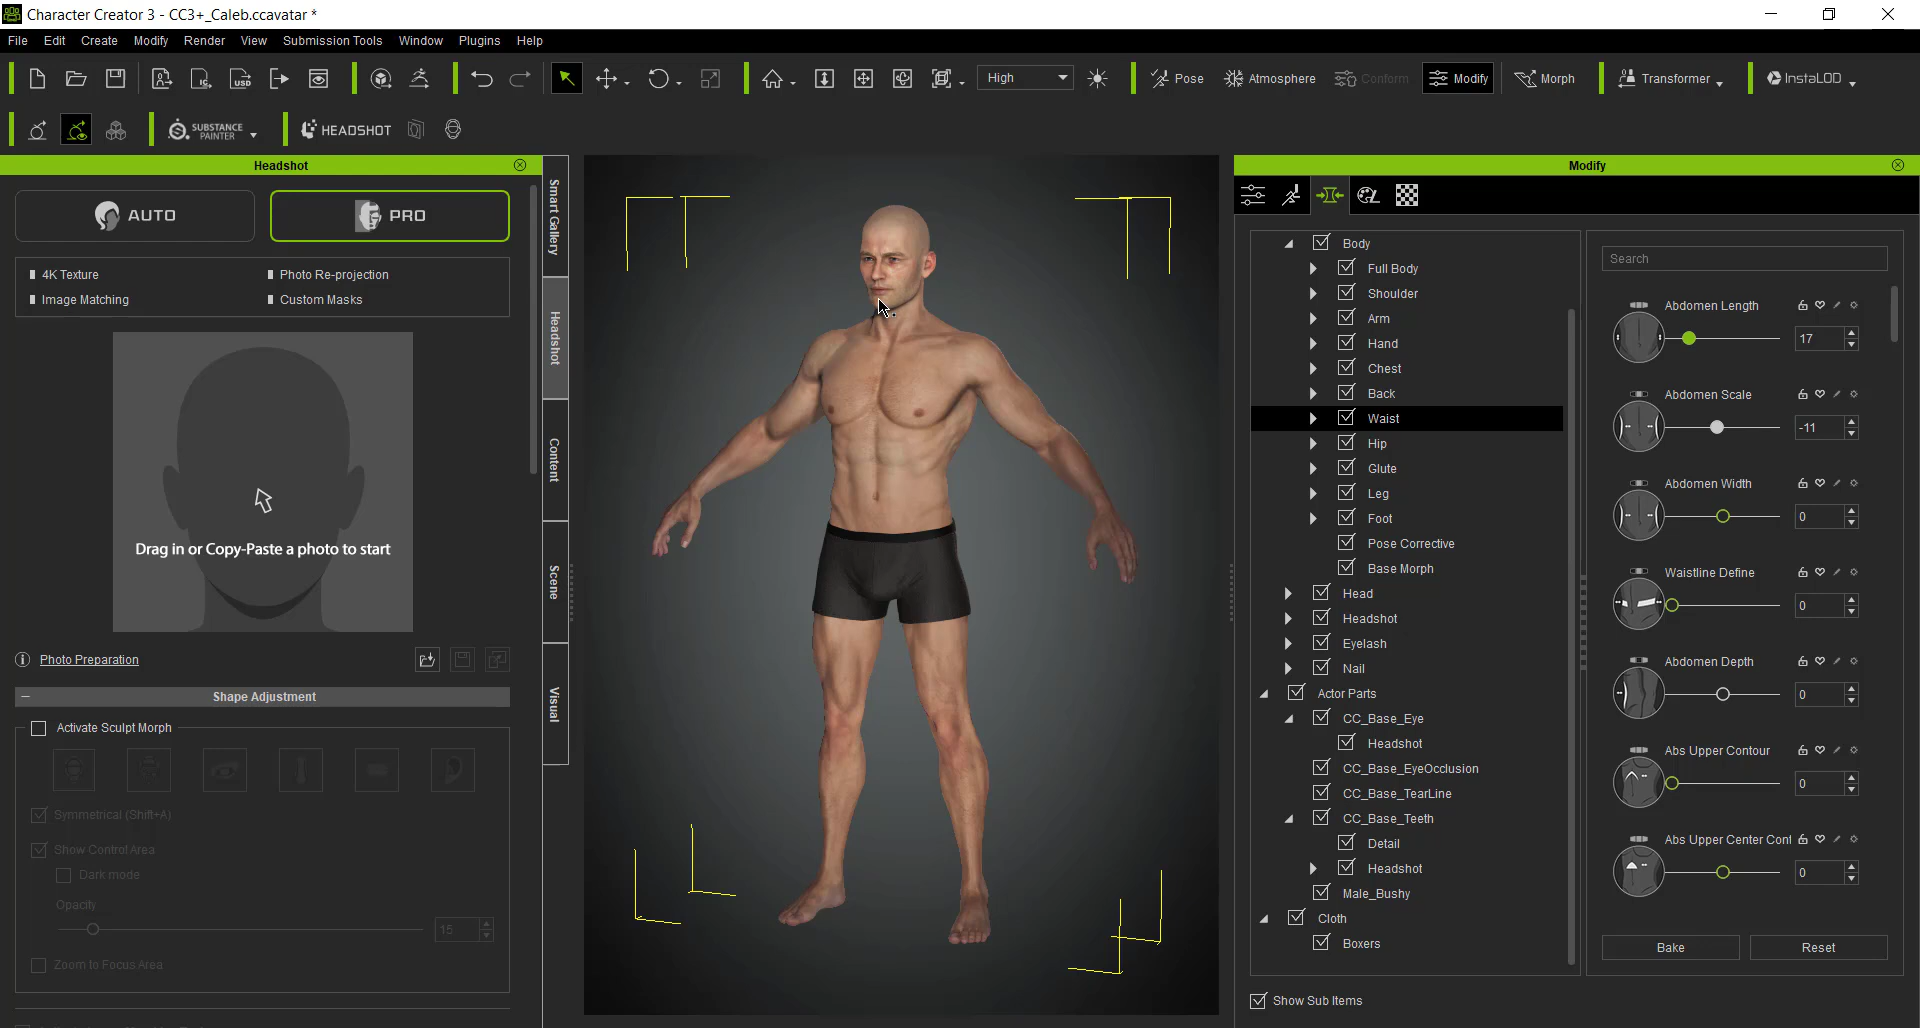 Character Creator 3 - CC3+_Caleb.ccavatar *
File Edit Create Modify Render View Submission Tools Window Plugins Help
High Pose Atmosphere Conform Modify Morph Transformer InstaLOD
SUBSTANCE PAINTER HEADSHOT
Headshot
AUTO PRO
4K Texture Photo Re-projection
Image Matching Custom Masks
Drag in or Copy-Paste a photo to start
Photo Preparation
Shape Adjustment
Activate Sculpt Morph
Symmetrical (Shift+A)
Show Control Area
Dark mode
Opacity
15
Zoom to Focus Area
Smart Gallery
Headshot
Content
Scene
Visual
Modify
Body
Full Body
Shoulder
Arm
Hand
Chest
Back
Waist
Hip
Glute
Leg
Foot
Pose Corrective
Base Morph
Head
Headshot
Eyelash
Nail
Actor Parts
CC_Base_Eye
Headshot
CC_Base_EyeOcclusion
CC_Base_TearLine
CC_Base_Teeth
Detail
Headshot
Male_Bushy
Cloth
Boxers
Show Sub Items
Search
Abdomen Length
17
Abdomen Scale
-11
Abdomen Width
0
Waistline Define
0
Abdomen Depth
0
Abs Upper Contour
0
Abs Upper Center Cont
0
Bake Reset